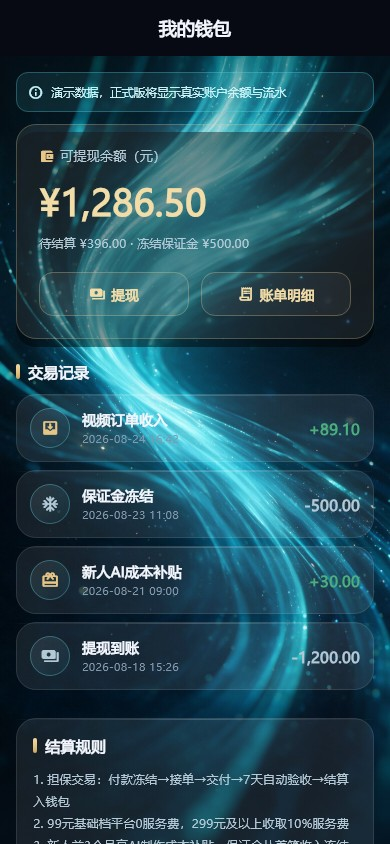 我的钱包
演示数据，正式版将显示真实账户余额与流水
可提现余额（元）
¥1,286.50
待结算 ¥396.00 · 冻结保证金 ¥500.00
提现
账单明细
交易记录
视频订单收入
+89.10
2026-08-24
保证金冻结
-500.00
2026-08-23 11:08
新人AI成本补贴
+30.00
2026-08-21 09:00
提现到账
-1,200.00
2026-08-18 15:26
结算规则
1. 担保交易：付款冻结→接单→交付→7天自动验收→结算
入钱包
2. 99元基础档平台0服务费，299元及以上收取10%服务费